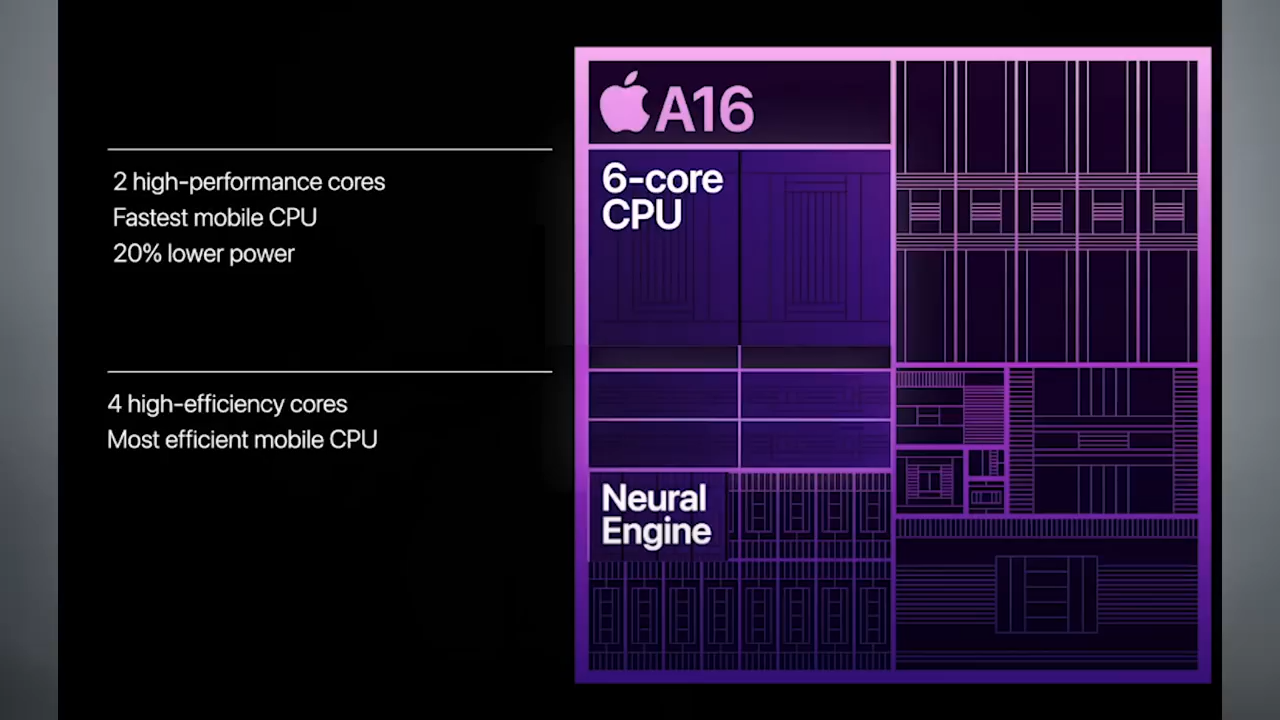 2 high-performance cores
Fastest mobile CPU
20% lower power
4 high-efficiency cores
Most efficient mobile CPU
A16
6-core
CPU
Neural
Engine